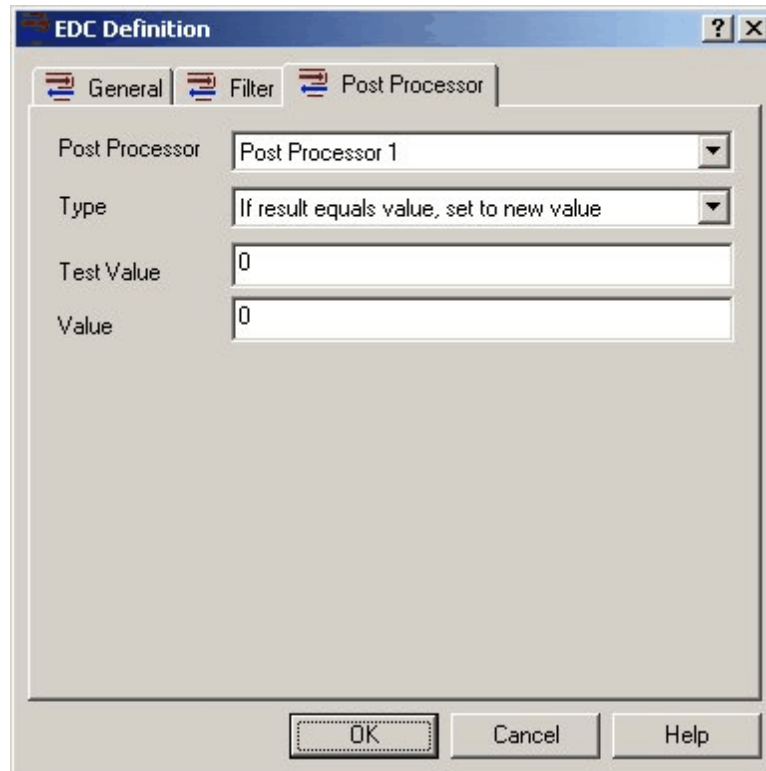 EDC Definition
General Filter Post Processor
Post Processor Post Processor 1
Type If result equals value, set to new value
Test Value 0
Value 0
OK Cancel Help